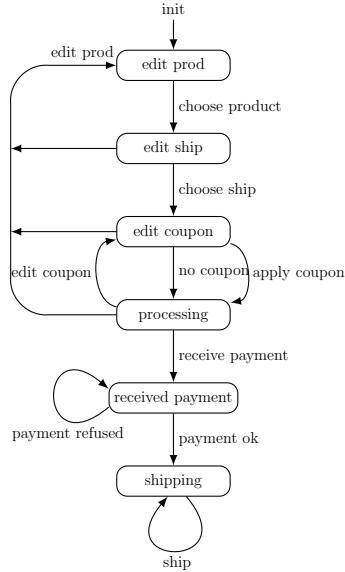 init
edit prod
edit prod
choose product
edit ship
choose ship
edit coupon
edit coupon
no coupon
apply coupon
processing
receive payment
received payment
payment refused
payment ok
shipping
ship